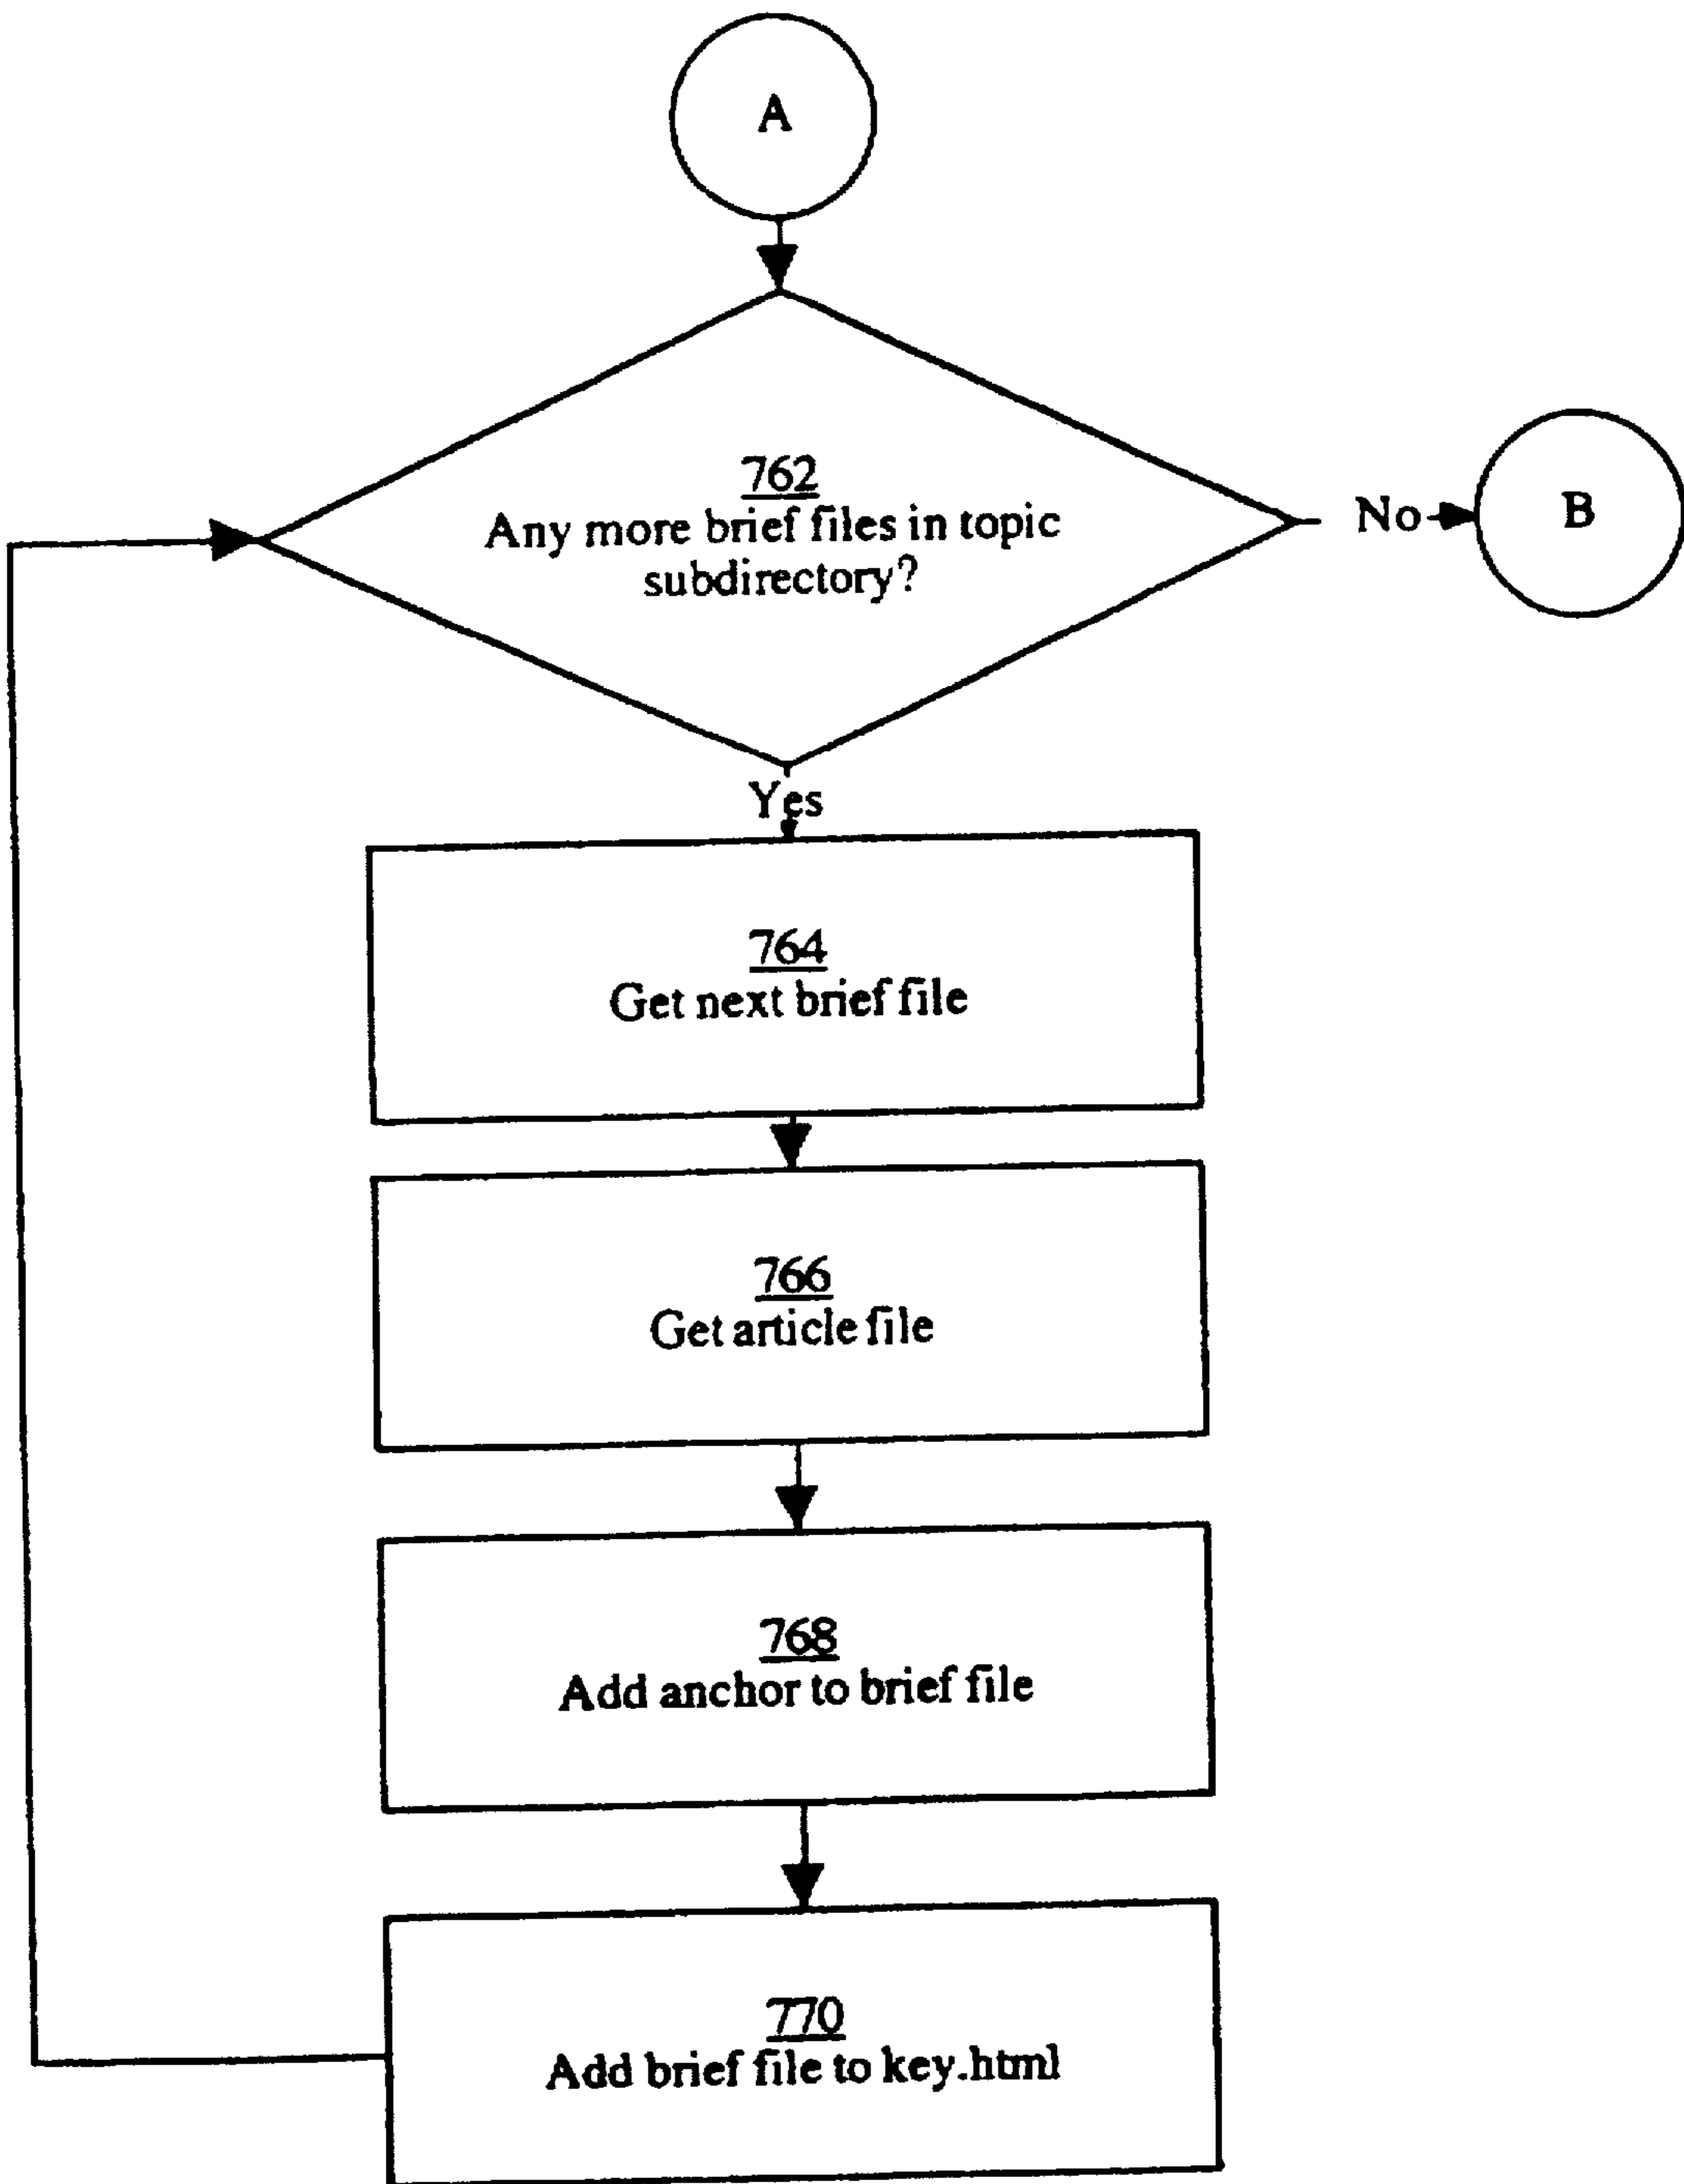 A
762
Any more brief files in topic
subdirectory?
No
B
Yes
764
Get next brief file
766
Get article file
768
Add anchor to brief file
770
Add brief file to key.html